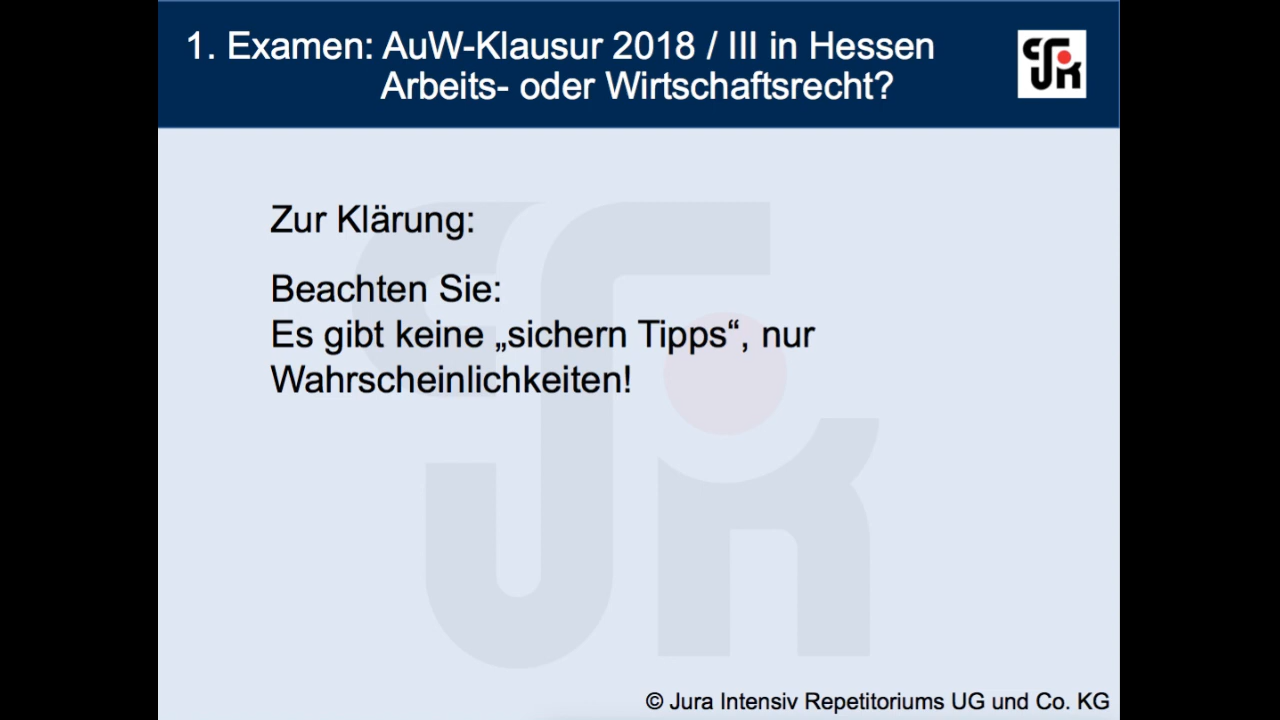 1. Examen: AuW-Klausur 2018 / III in Hessen
Arbeits- oder Wirtschaftsrecht?
Zur Klärung:
Beachten Sie:
Es gibt keine „sichern Tipps“, nur
Wahrscheinlichkeiten!
© Jura Intensiv Repetitoriums UG und Co. KG